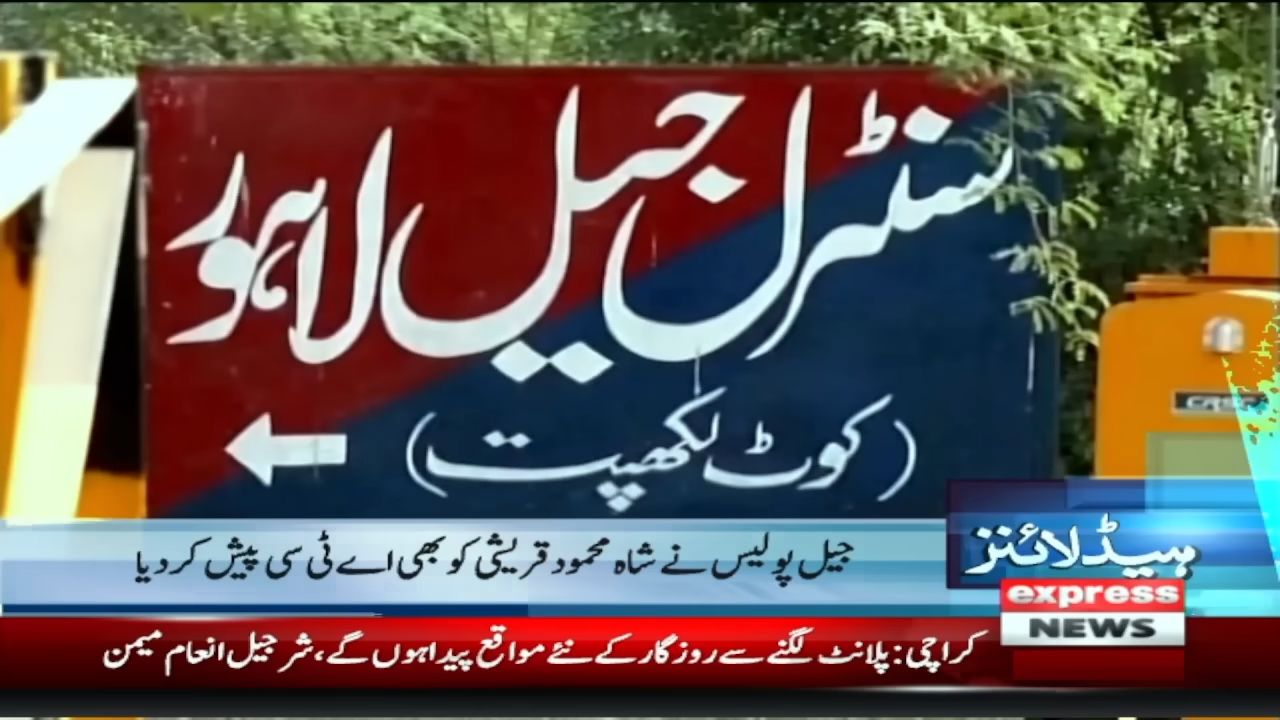 سنٹرل جیل لاہور
(کوٹ لکھپت)
ہیڈلائنز
جیل پولیس نے شاہ محمود قریشی کو بھی اے ٹی سی پیش کر دیا
express
NEWS
کراچی: پلانٹ لگنے سے روزگار کے نئے مواقع پیدا ہوں گے، شرجیل انعام میمن